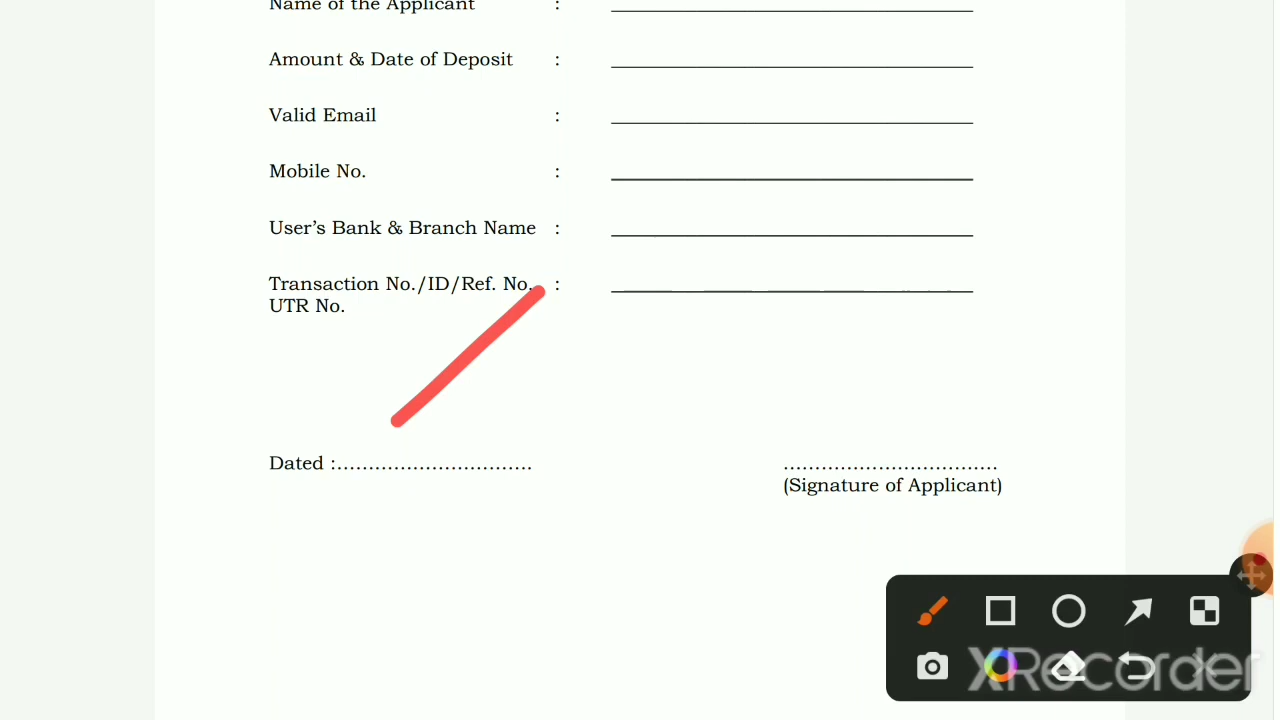 Name of the Applicant :
Amount & Date of Deposit :
Valid Email :
Mobile No. :
User’s Bank & Branch Name :
Transaction No./ID/Ref. No. :
UTR No.
Dated :...............................
..................................
(Signature of Applicant)
XRecorder